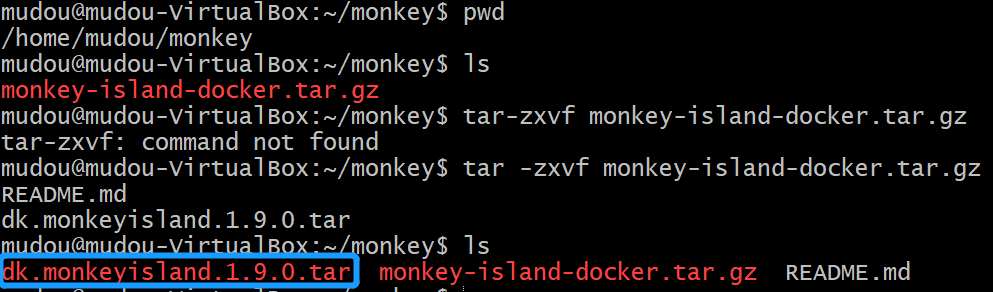 mudou@mudou-VirtualBox:~/monkey$ pwd
/home/mudou/monkey
mudou@mudou-VirtualBox:~/monkey$ ls
monkey-island-docker.tar.gz
mudou@mudou-VirtualBox:~/monkey$ tar-zxvf monkey-island-docker.tar.gz
tar-zxvf: command not found
mudou@mudou-VirtualBox:~/monkey$ tar -zxvf monkey-island-docker.tar.gz
README.md
dk.monkeyisland.1.9.0.tar
mudou@mudou-VirtualBox:~/monkey$ ls
dk.monkeyisland.1.9.0.tar  monkey-island-docker.tar.gz  README.md